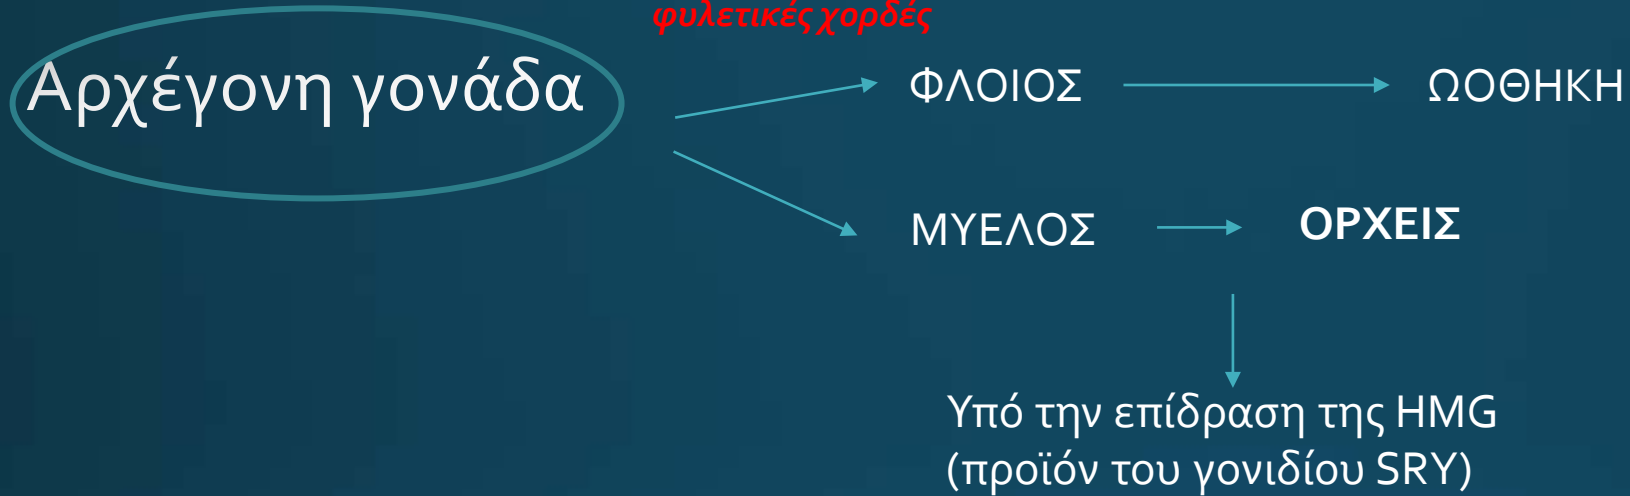 φυλετικές χορδές
Αρχέγονη γονάδα
ΦΛΟΙΟΣ
ΩΟΘΗΚΗ
ΜΥΕΛΟΣ
ΟΡΧΕΙΣ
Υπό την επίδραση της HMG
(προϊόν του γονιδίου SRY)